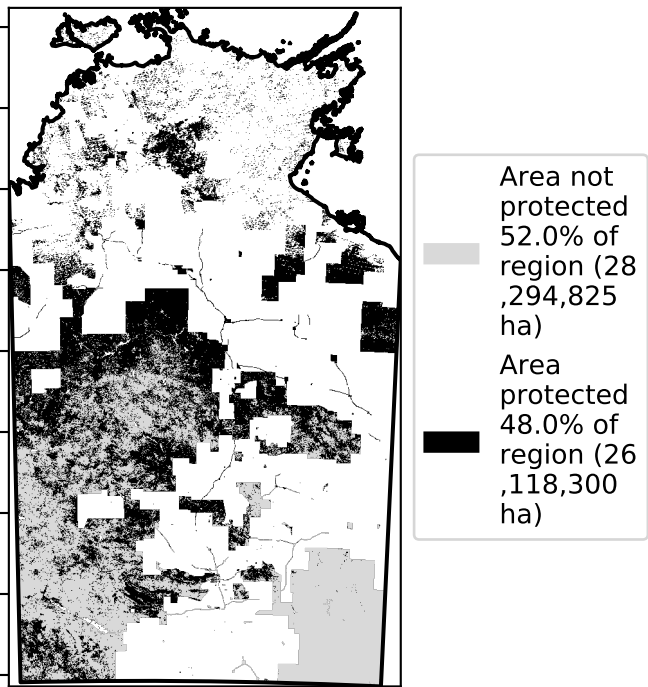 Area not
protected
52.0% of
region (28
,294,825
ha)
Area
protected
48.0% of
region (26
,118,300
ha)